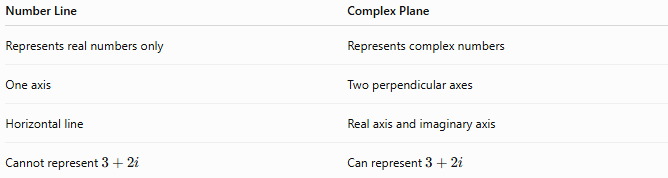 Number Line Complex Plane
Represents real numbers only Represents complex numbers
One axis Two perpendicular axes
Horizontal line Real axis and imaginary axis
Cannot represent 3 + 2i Can represent 3 + 2i